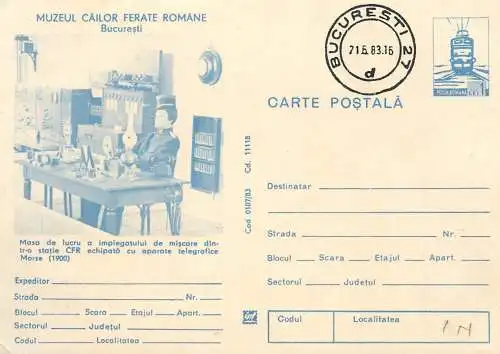 MUZEUL CĂILOR FERATE ROMÂNE
București
Masa de lucru a impiegatului de mișcare din-
tr-o stație CFR echipată cu aparate telegrafice
Morse (1900)
Expeditor
Strada Nr.
Blocul Scara Etajul Apart.
Sectorul Județul
Codul Localitatea
Cod 0107/83 Cd. 11118
BUCUREȘTI 27
21.6.83.16
d
POSTA ROMANA
CARTE POȘTALĂ
Destinatar
Strada Nr.
Blocul Scara Etajul Apart.
Sectorul Județul
Codul Localitatea